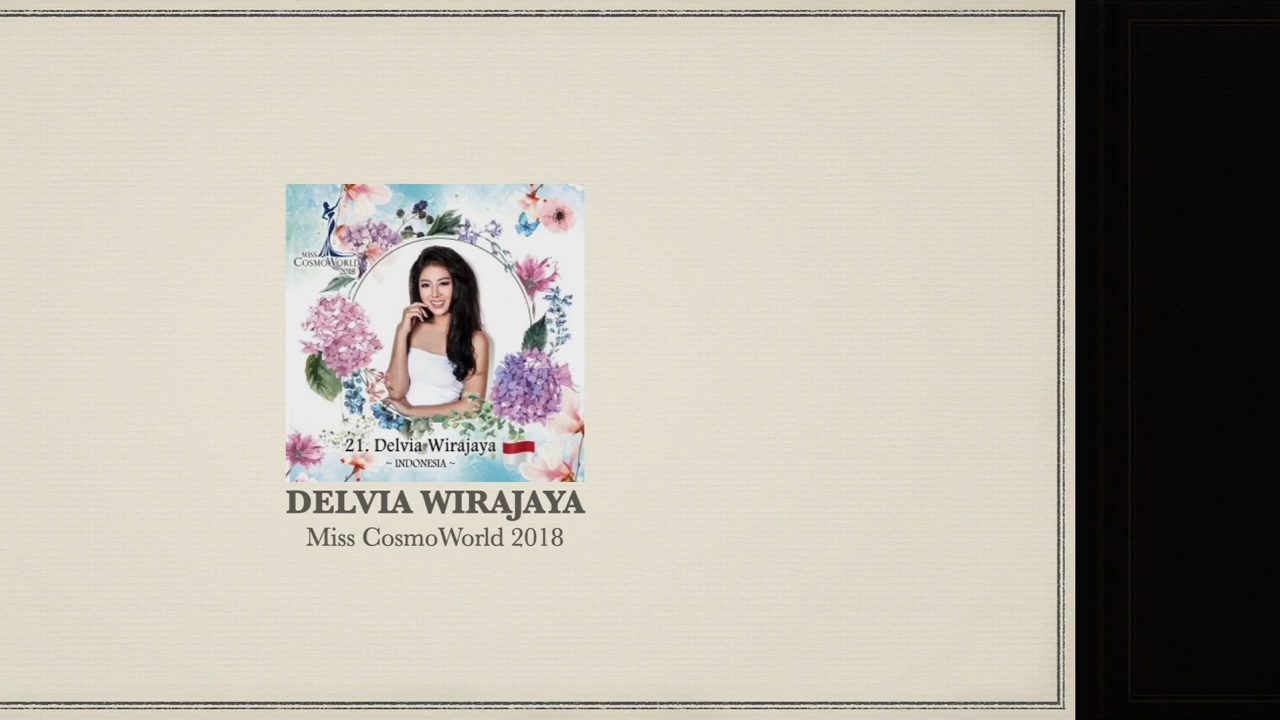 MISS
COSMOWORLD
2018
21. Delvia Wirajaya
~ INDONESIA ~
DELVIA WIRAJAYA
Miss CosmoWorld 2018